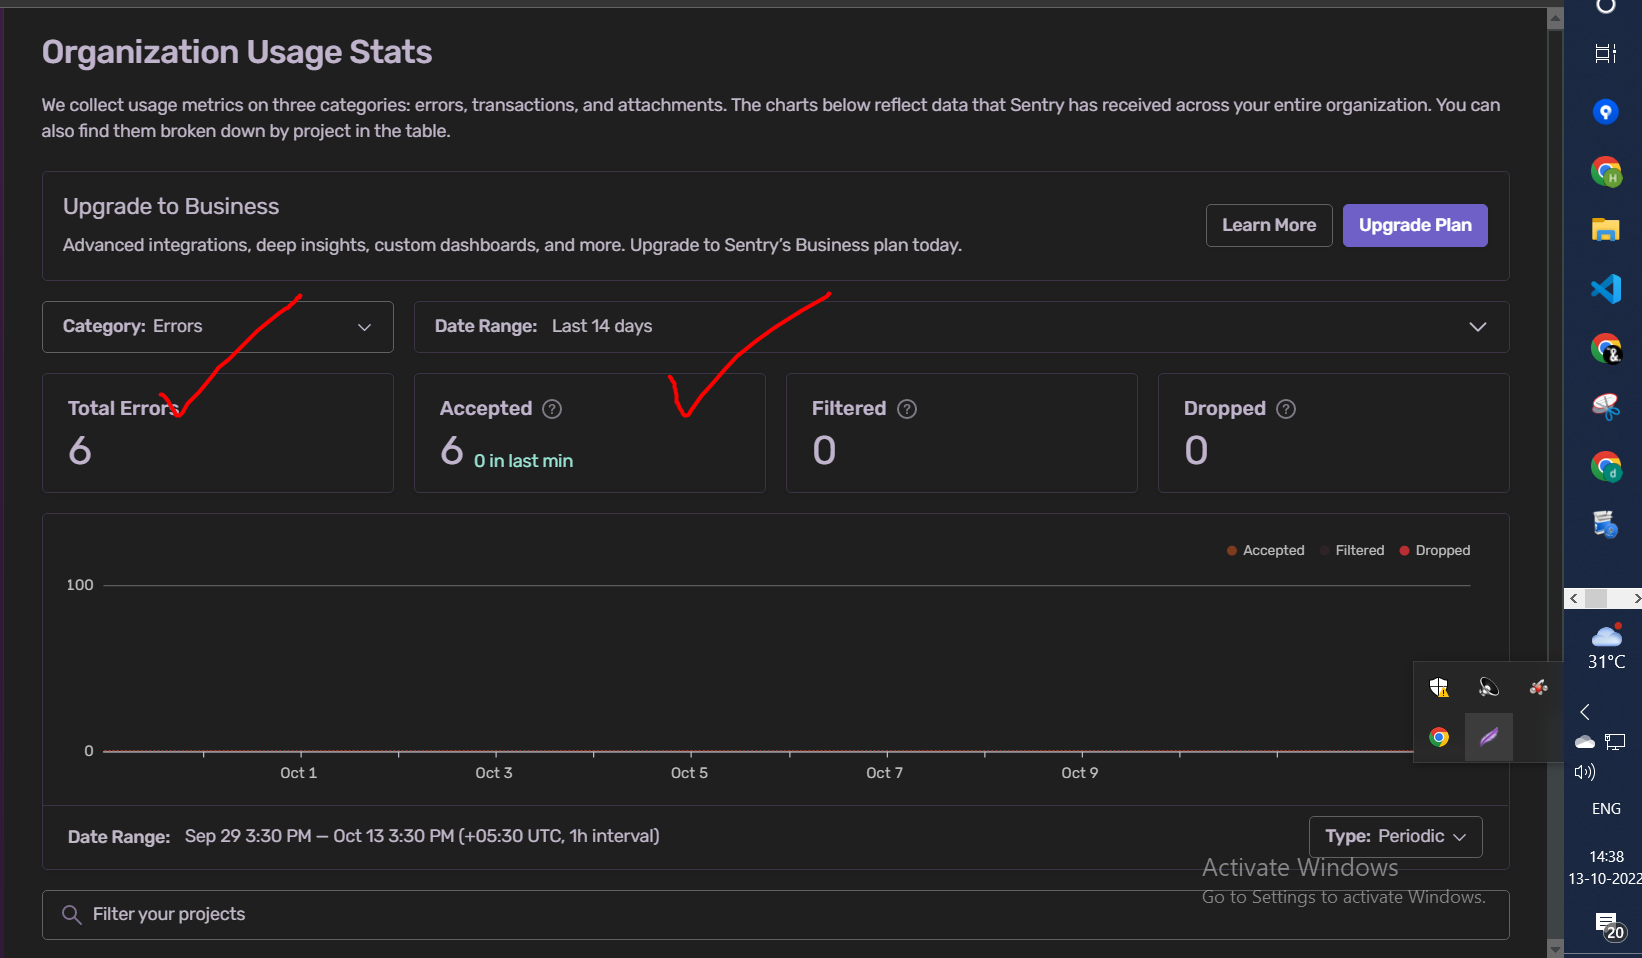 Organization Usage Stats
We collect usage metrics on three categories: errors, transactions, and attachments. The charts below reflect data that Sentry has received across your entire organization. You can
also find them broken down by project in the table.
Upgrade to Business
Advanced integrations, deep insights, custom dashboards, and more. Upgrade to Sentry’s Business plan today.
Learn More
Upgrade Plan
Category: Errors
Date Range: Last 14 days
Total Errors
6
Accepted ?
6 0 in last min
Filtered ?
0
Dropped ?
0
Accepted Filtered Dropped
100
0
Oct 1 Oct 3 Oct 5 Oct 7 Oct 9
Date Range: Sep 29 3:30 PM — Oct 13 3:30 PM (+05:30 UTC, 1h interval)
Type: Periodic
Activate Windows
Go to Settings to activate Windows.
Filter your projects
H
&
d
31°C
ENG
14:38
13-10-2022
20